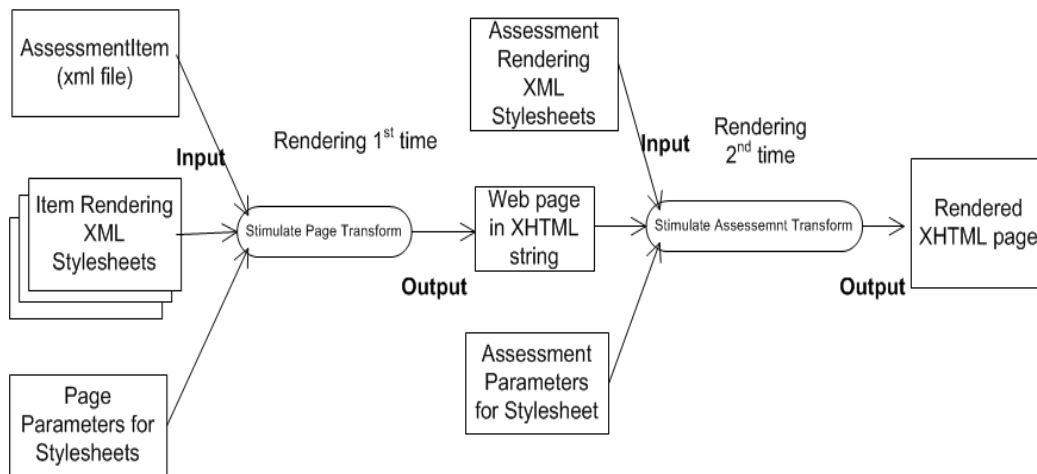 AssessmentItem
(xml file)
Input
Item Rendering
XML
Stylesheets
Page
Parameters for
Stylesheets
Rendering 1st time
Stimulate Page Transform
Output
Assessment
Rendering
XML
Stylesheets
Input
Web page
in XHTML
string
Assessment
Parameters
for Stylesheet
Rendering
2nd time
Stimulate Assessemnt Transform
Output
Rendered
XHTML page